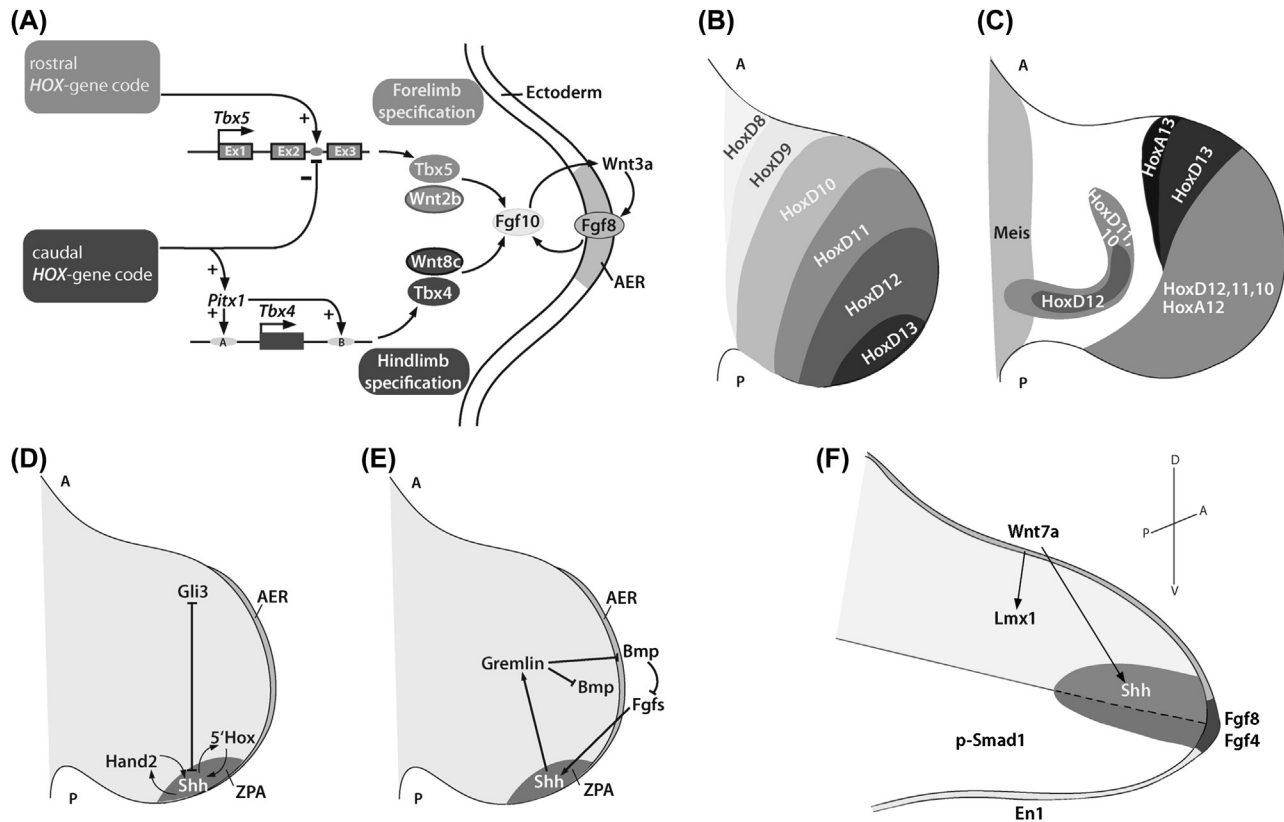 (A)
rostral
HOX-gene code
Tbx5
+
Ex1
Ex2
Ex3
–
Forelimb
specification
Ectoderm
Tbx5
Wnt2b
Fgf10
Wnt3a
Fgf8
AER
caudal
HOX-gene code
+
Pitx1
+
Tbx4
+
A
B
Wnt8c
Tbx4
Hindlimb
specification
(B)
A
HoxD8
HoxD9
HoxD10
HoxD11
HoxD12
HoxD13
P
(C)
A
Meis
HoxD11,
10
HoxD12
HoxA13
HoxD13
HoxD12,11,10
HoxA12
P
(D)
A
Gli3
AER
5'Hox
Hand2
Shh
ZPA
P
(E)
A
AER
Gremlin
Bmp
Bmp
Fgfs
Shh
ZPA
P
(F)
D
A
P
V
Wnt7a
Lmx1
Shh
Fgf8
Fgf4
p-Smad1
En1